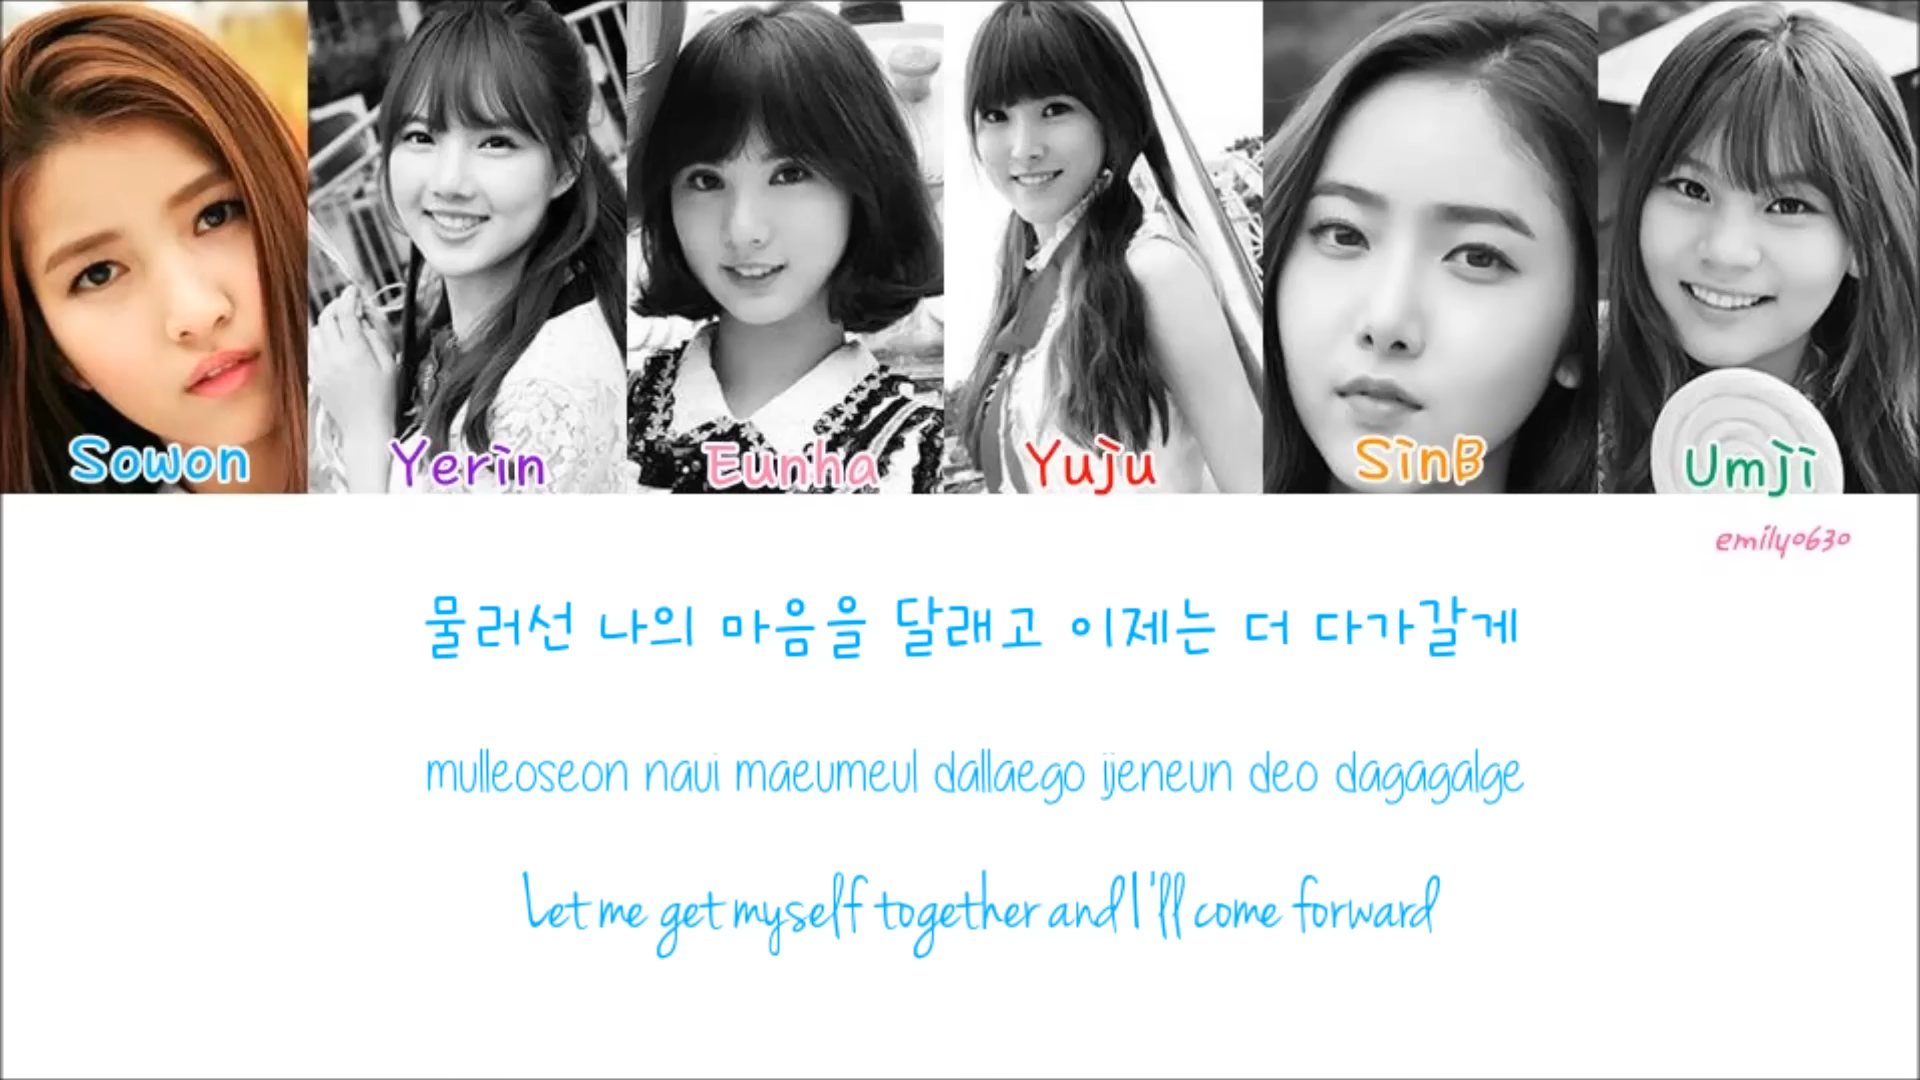 Sowon Yerin Eunha Yuju SinB Umji
emily0630
물러선 나의 마음을 달래고 이제는 더 다가갈게
mulleoseon naui maeumeul dallaego ijeneun deo dagagalge
Let me get myself together and I'll come forward